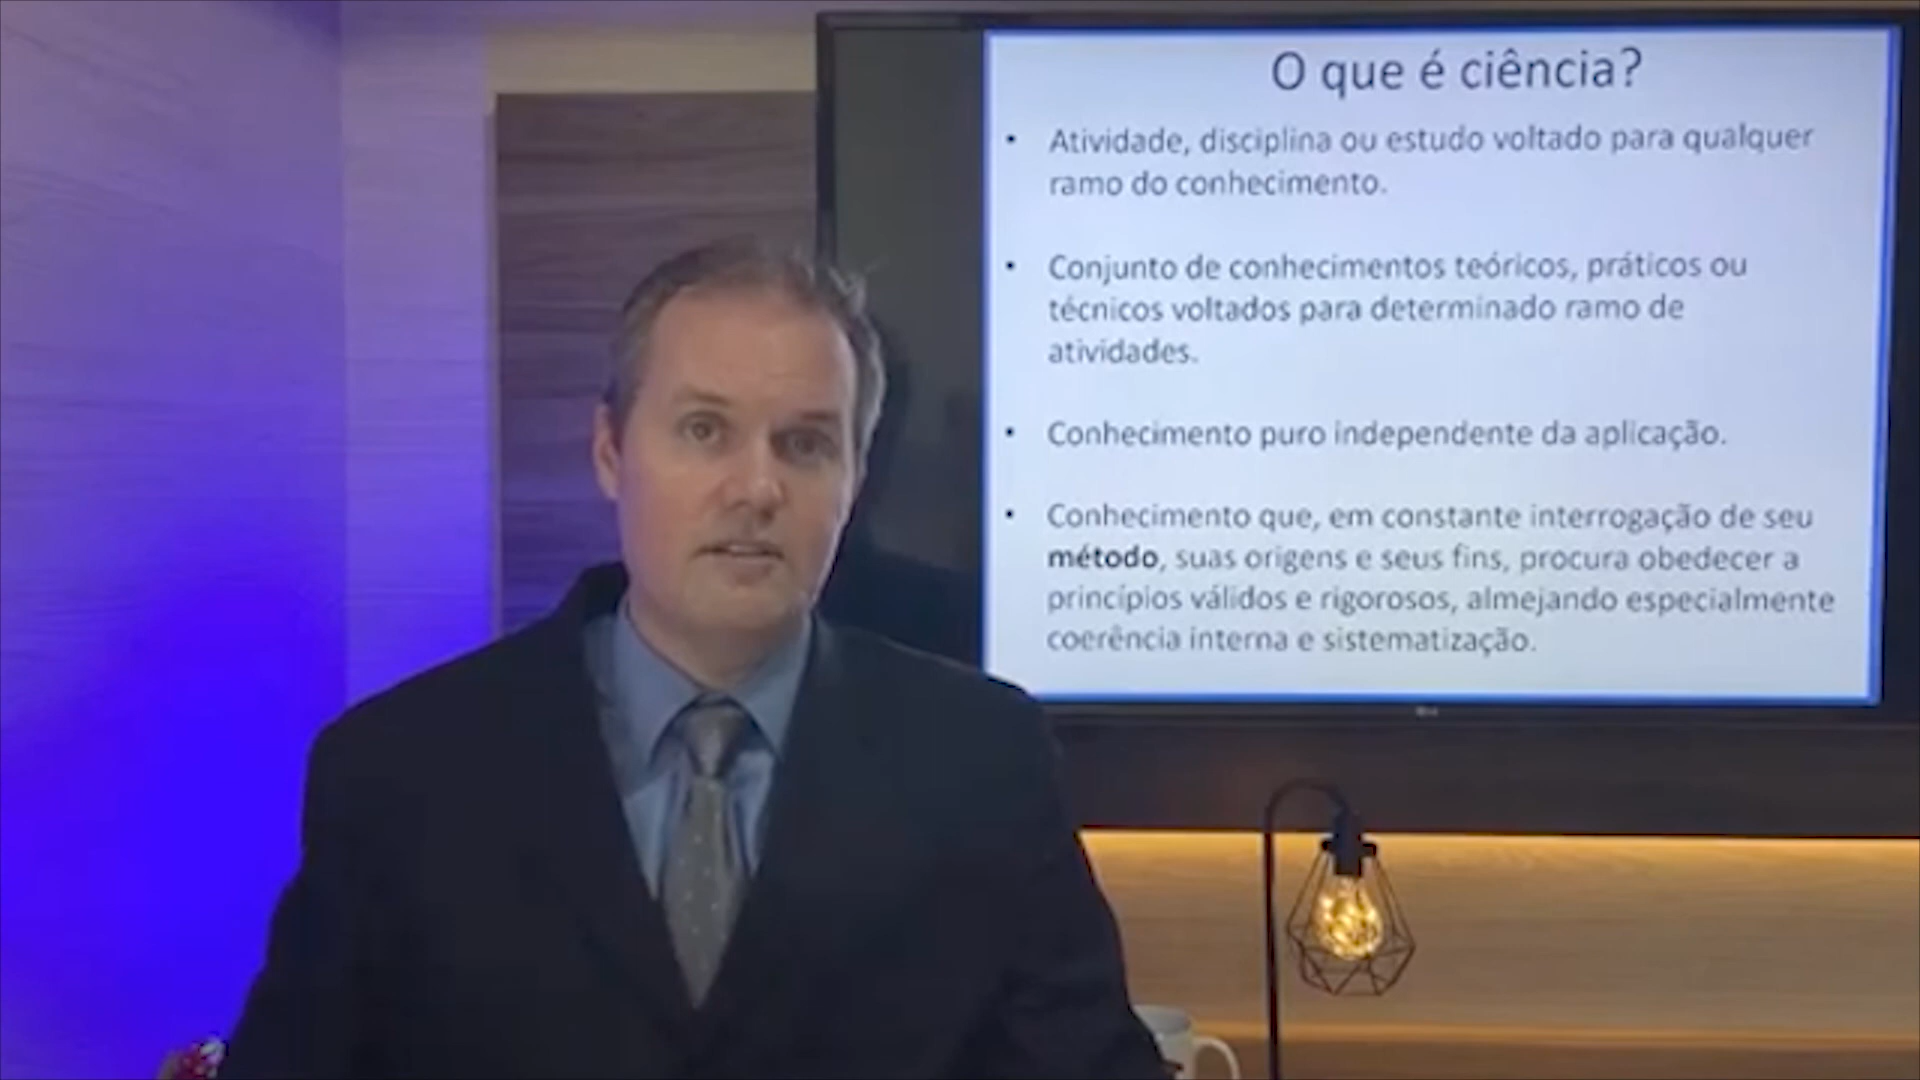 O que é ciência?
• Atividade, disciplina ou estudo voltado para qualquer
ramo do conhecimento.
• Conjunto de conhecimentos teóricos, práticos ou
técnicos voltados para determinado ramo de
atividades.
• Conhecimento puro independente da aplicação.
• Conhecimento que, em constante interrogação de seu
método, suas origens e seus fins, procura obedecer a
princípios válidos e rigorosos, almejando especialmente
coerência interna e sistematização.